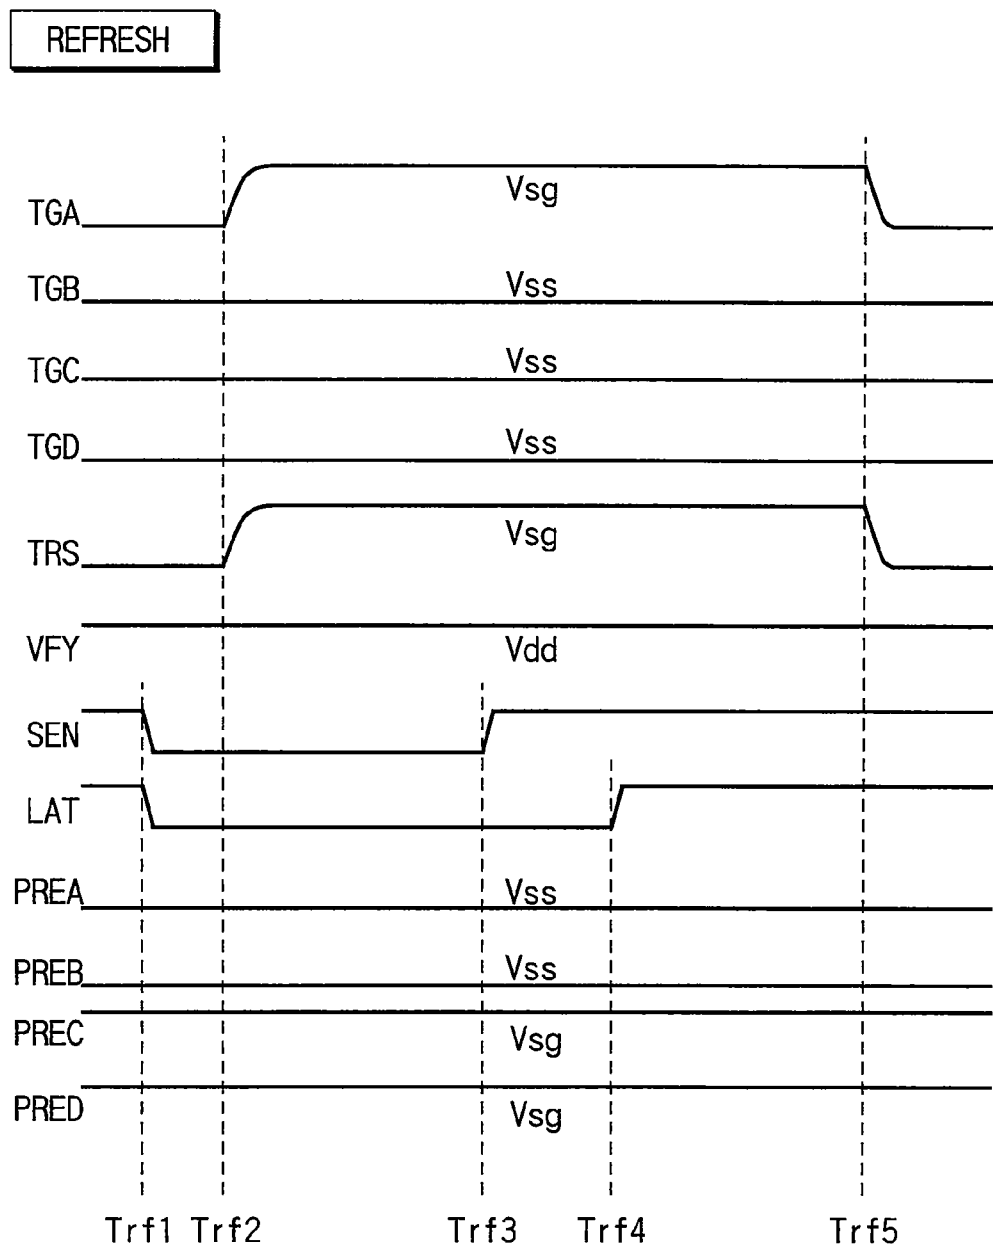 REFRESH
TGA Vsg
TGB Vss
TGC Vss
TGD Vss
TRS Vsg
VFY Vdd
SEN
LAT
PREA Vss
PREB Vss
PREC Vsg
PRED Vsg
Trf1 Trf2 Trf3 Trf4 Trf5